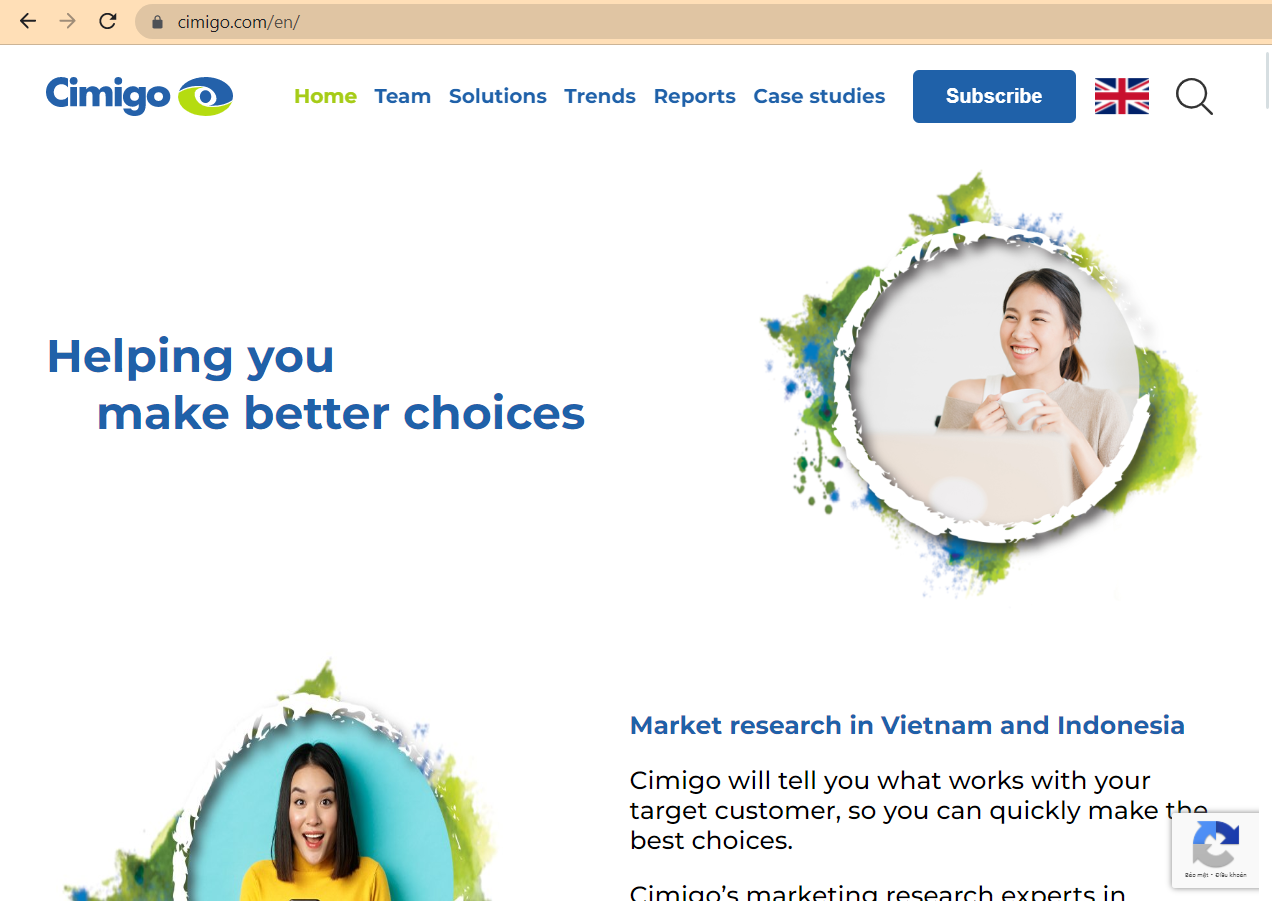 cimigo.com/en/
Cimigo
Home Team Solutions Trends Reports Case studies Subscribe
Helping you
make better choices
Market research in Vietnam and Indonesia
Cimigo will tell you what works with your
target customer, so you can quickly make the
best choices.
Cimigo's marketing research experts in
Bảo mật - Điều khoản